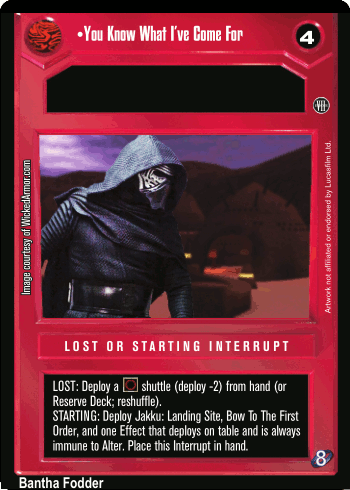 •You Know What I've Come For
4
VII
Image courtesy of WickedArmor.com
Artwork not affiliated or endorsed by Lucasfilm Ltd.
LOST OR STARTING INTERRUPT
LOST: Deploy a shuttle (deploy -2) from hand (or
Reserve Deck; reshuffle).
STARTING: Deploy Jakku: Landing Site, Bow To The First
Order, and one Effect that deploys on table and is always
immune to Alter. Place this Interrupt in hand.
8
Bantha Fodder